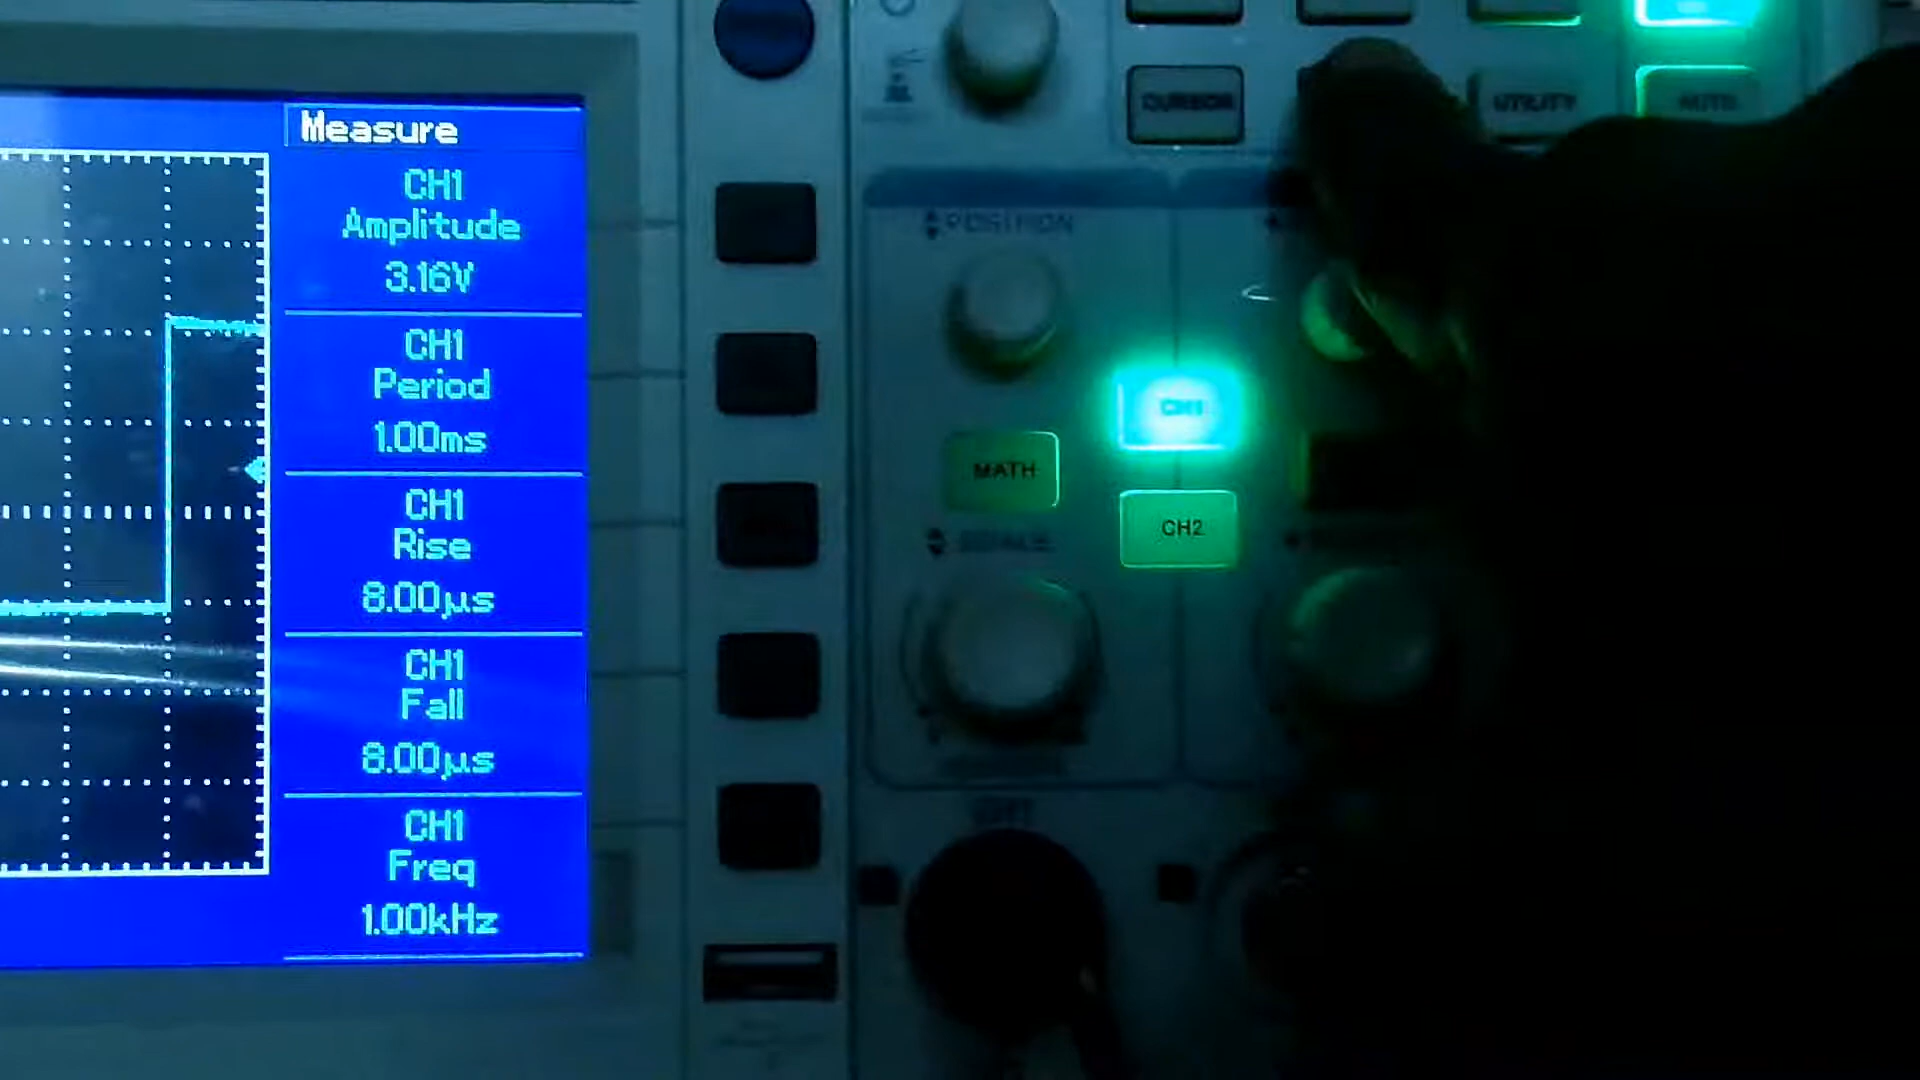 Measure
CH1
Amplitude
3.16V
CH1
Period
1.00ms
CH1
Rise
8.00µs
CH1
Fall
8.00µs
CH1
Freq
1.00kHz
CURSOR
UTILITY
AUTO
POSITION
CH1
MATH
CH2